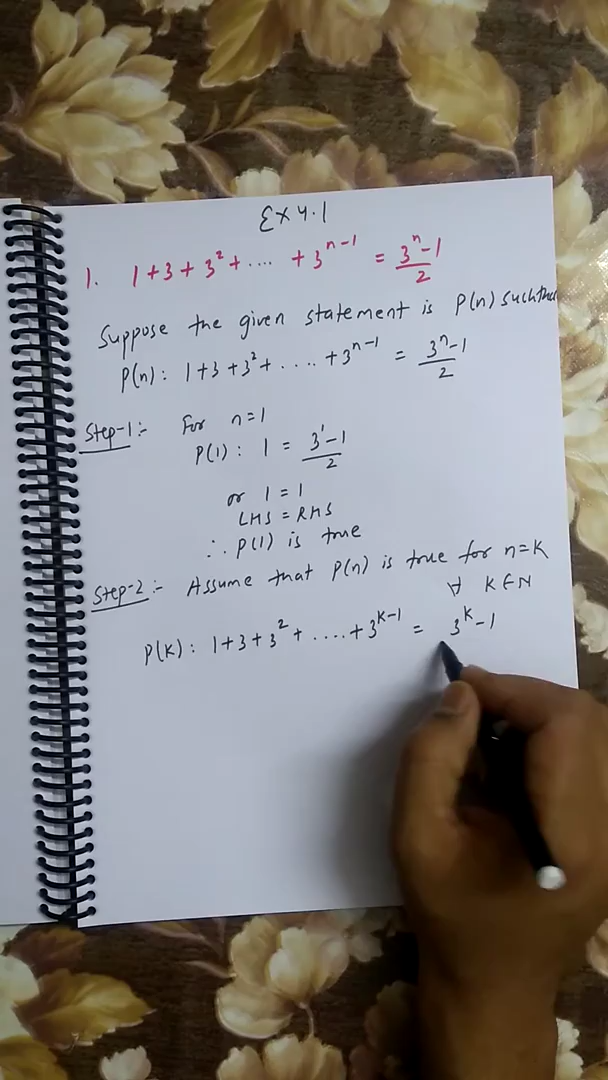 Ex 4.1
1. 1+3+3²+.... +3ⁿ⁻¹ = (3ⁿ-1)/2
Suppose the given statement is P(n) such tha
P(n): 1+3+3²+....+3ⁿ⁻¹ = (3ⁿ-1)/2
Step-1:- For n=1
P(1): 1 = (3¹-1)/2
or 1 = 1
LHS = RHS
∴ P(1) is true
Step-2:- Assume that P(n) is true for n=K
∀ K∈N
P(K): 1+3+3²+.....+3ᴷ⁻¹ = 3ᴷ-1